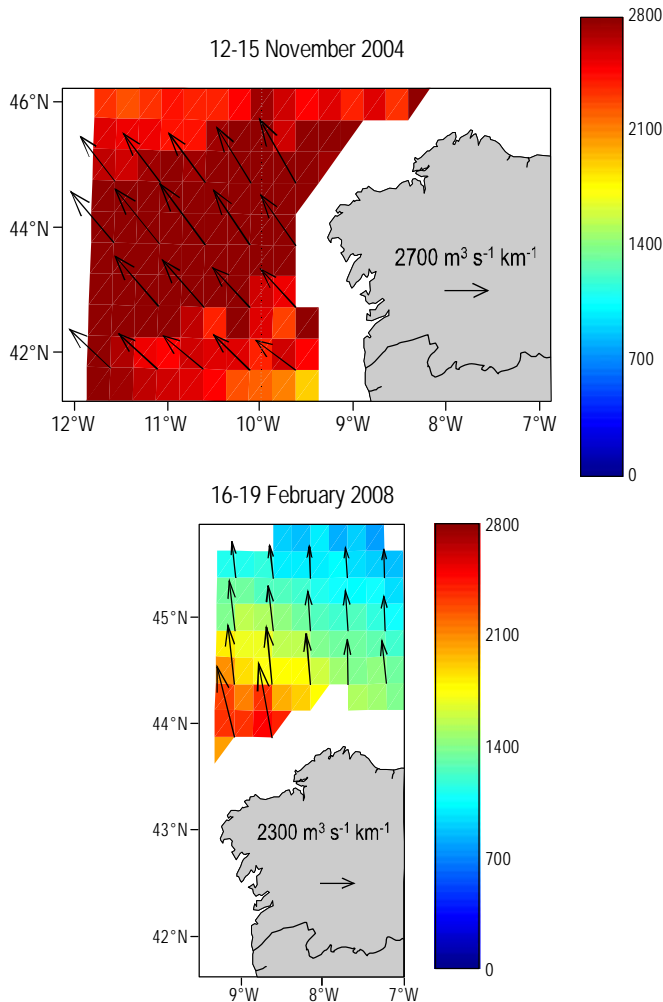 12-15 November 2004
2800
2100
1400
700
0
46°N
44°N
42°N
2700 m³ s⁻¹ km⁻¹
12°W 11°W 10°W 9°W 8°W 7°W
16-19 February 2008
2800
2100
1400
700
0
45°N
44°N
43°N
42°N
2300 m³ s⁻¹ km⁻¹
9°W 8°W 7°W